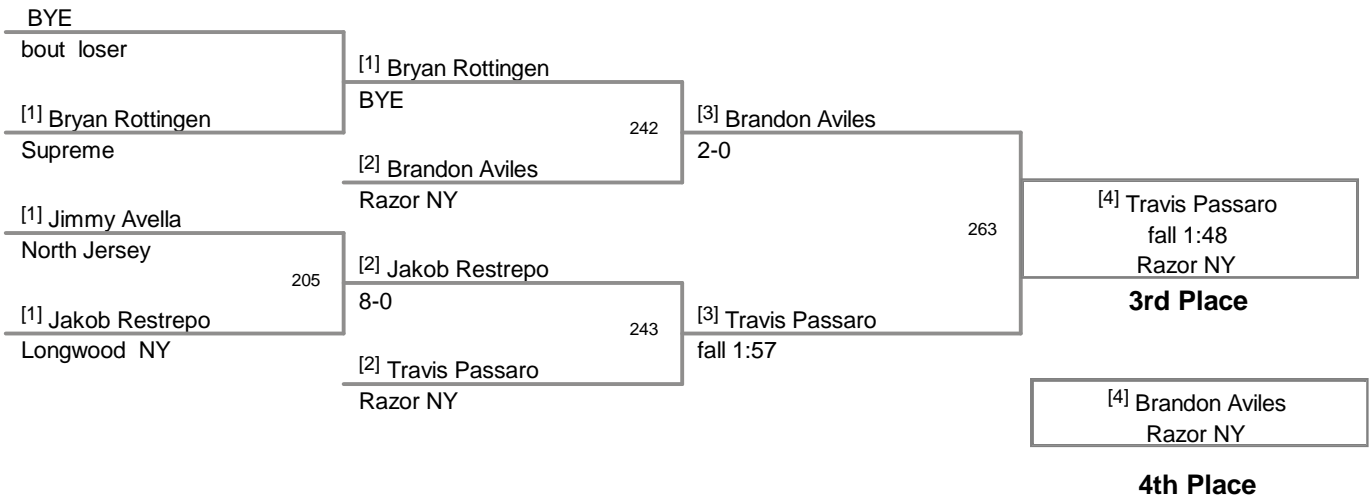 BYE
bout loser
[1] Bryan Rottingen
Supreme
[1] Jimmy Avella
North Jersey
205
[1] Jakob Restrepo
Longwood NY
[1] Bryan Rottingen
BYE
242
[2] Brandon Aviles
Razor NY
[2] Jakob Restrepo
8-0
243
[2] Travis Passaro
Razor NY
[3] Brandon Aviles
2-0
263
[3] Travis Passaro
fall 1:57
[4] Travis Passaro
fall 1:48
Razor NY
3rd Place
[4] Brandon Aviles
Razor NY
4th Place